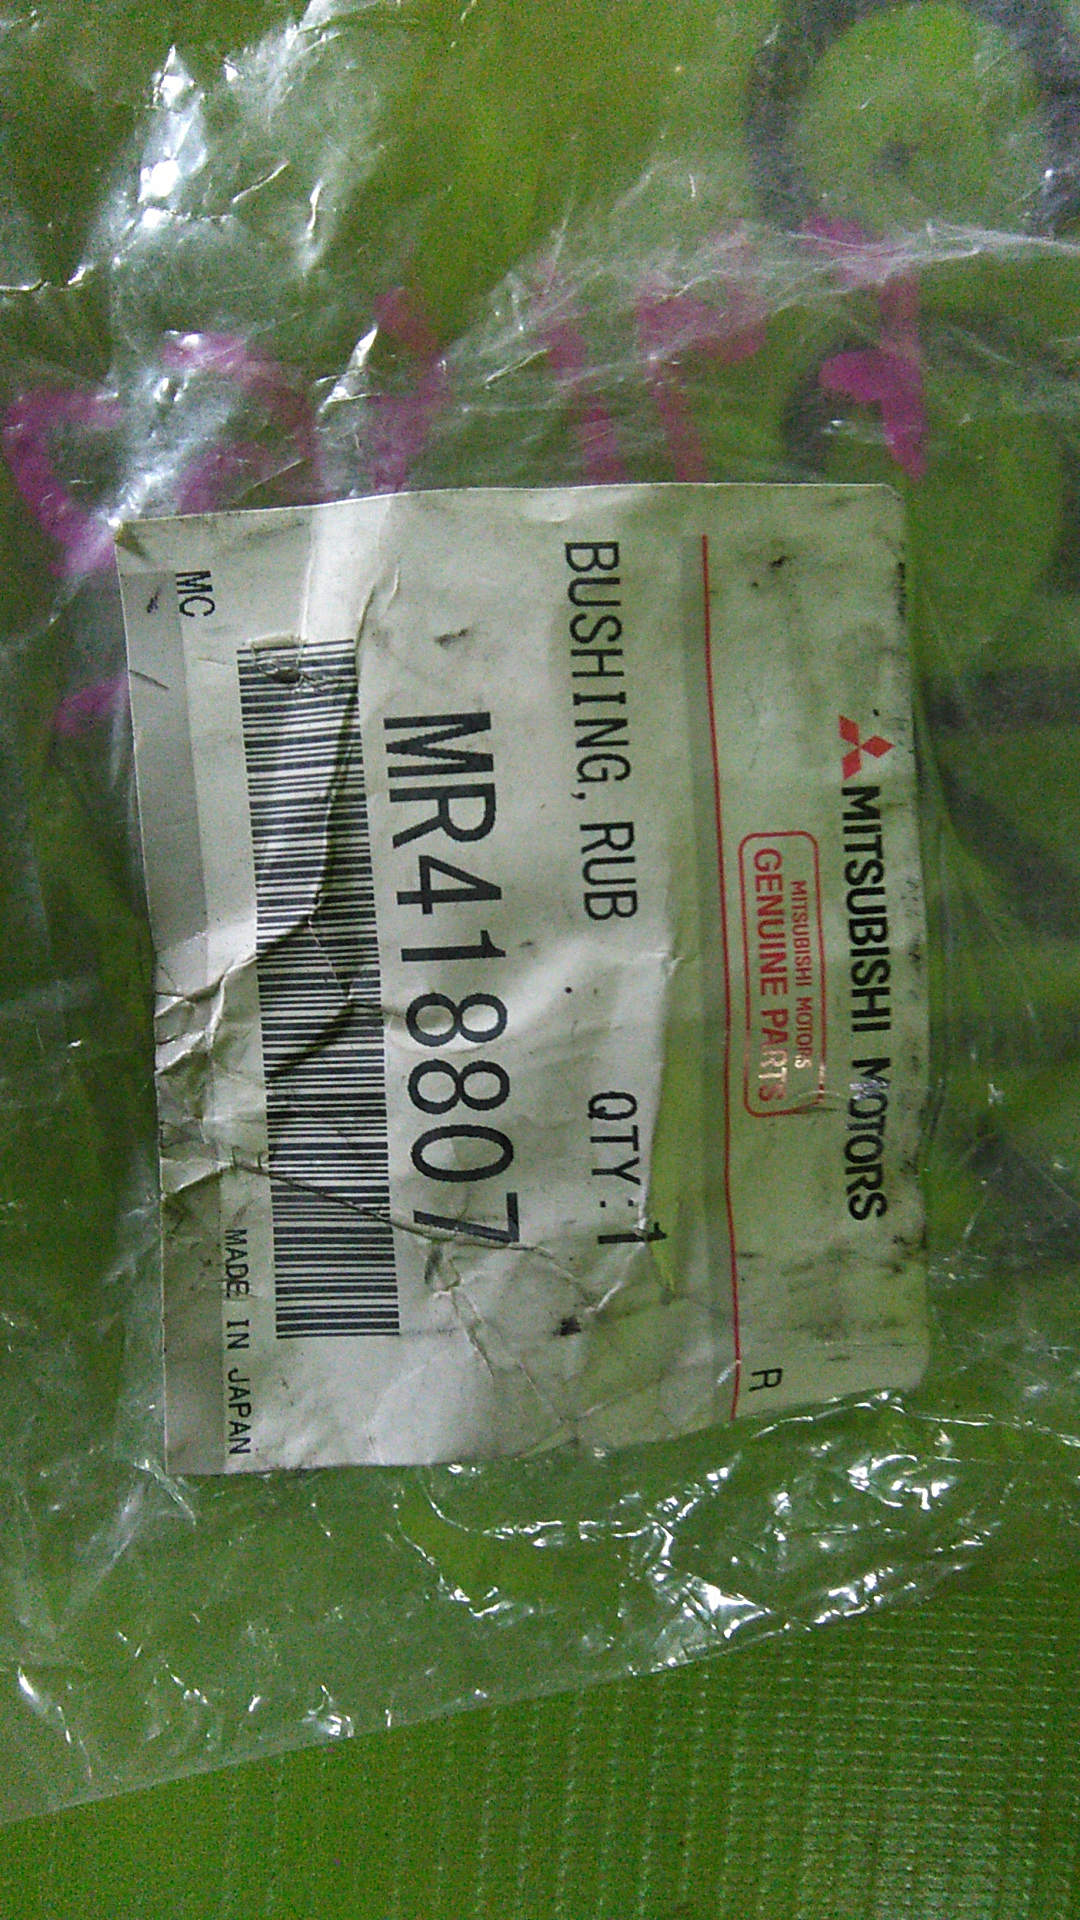 MITSUBISHI MOTORS
MITSUBISHI MOTORS
GENUINE PARTS
R
BUSHING, RUB QTY:1
MR418807
MC
MADE IN JAPAN